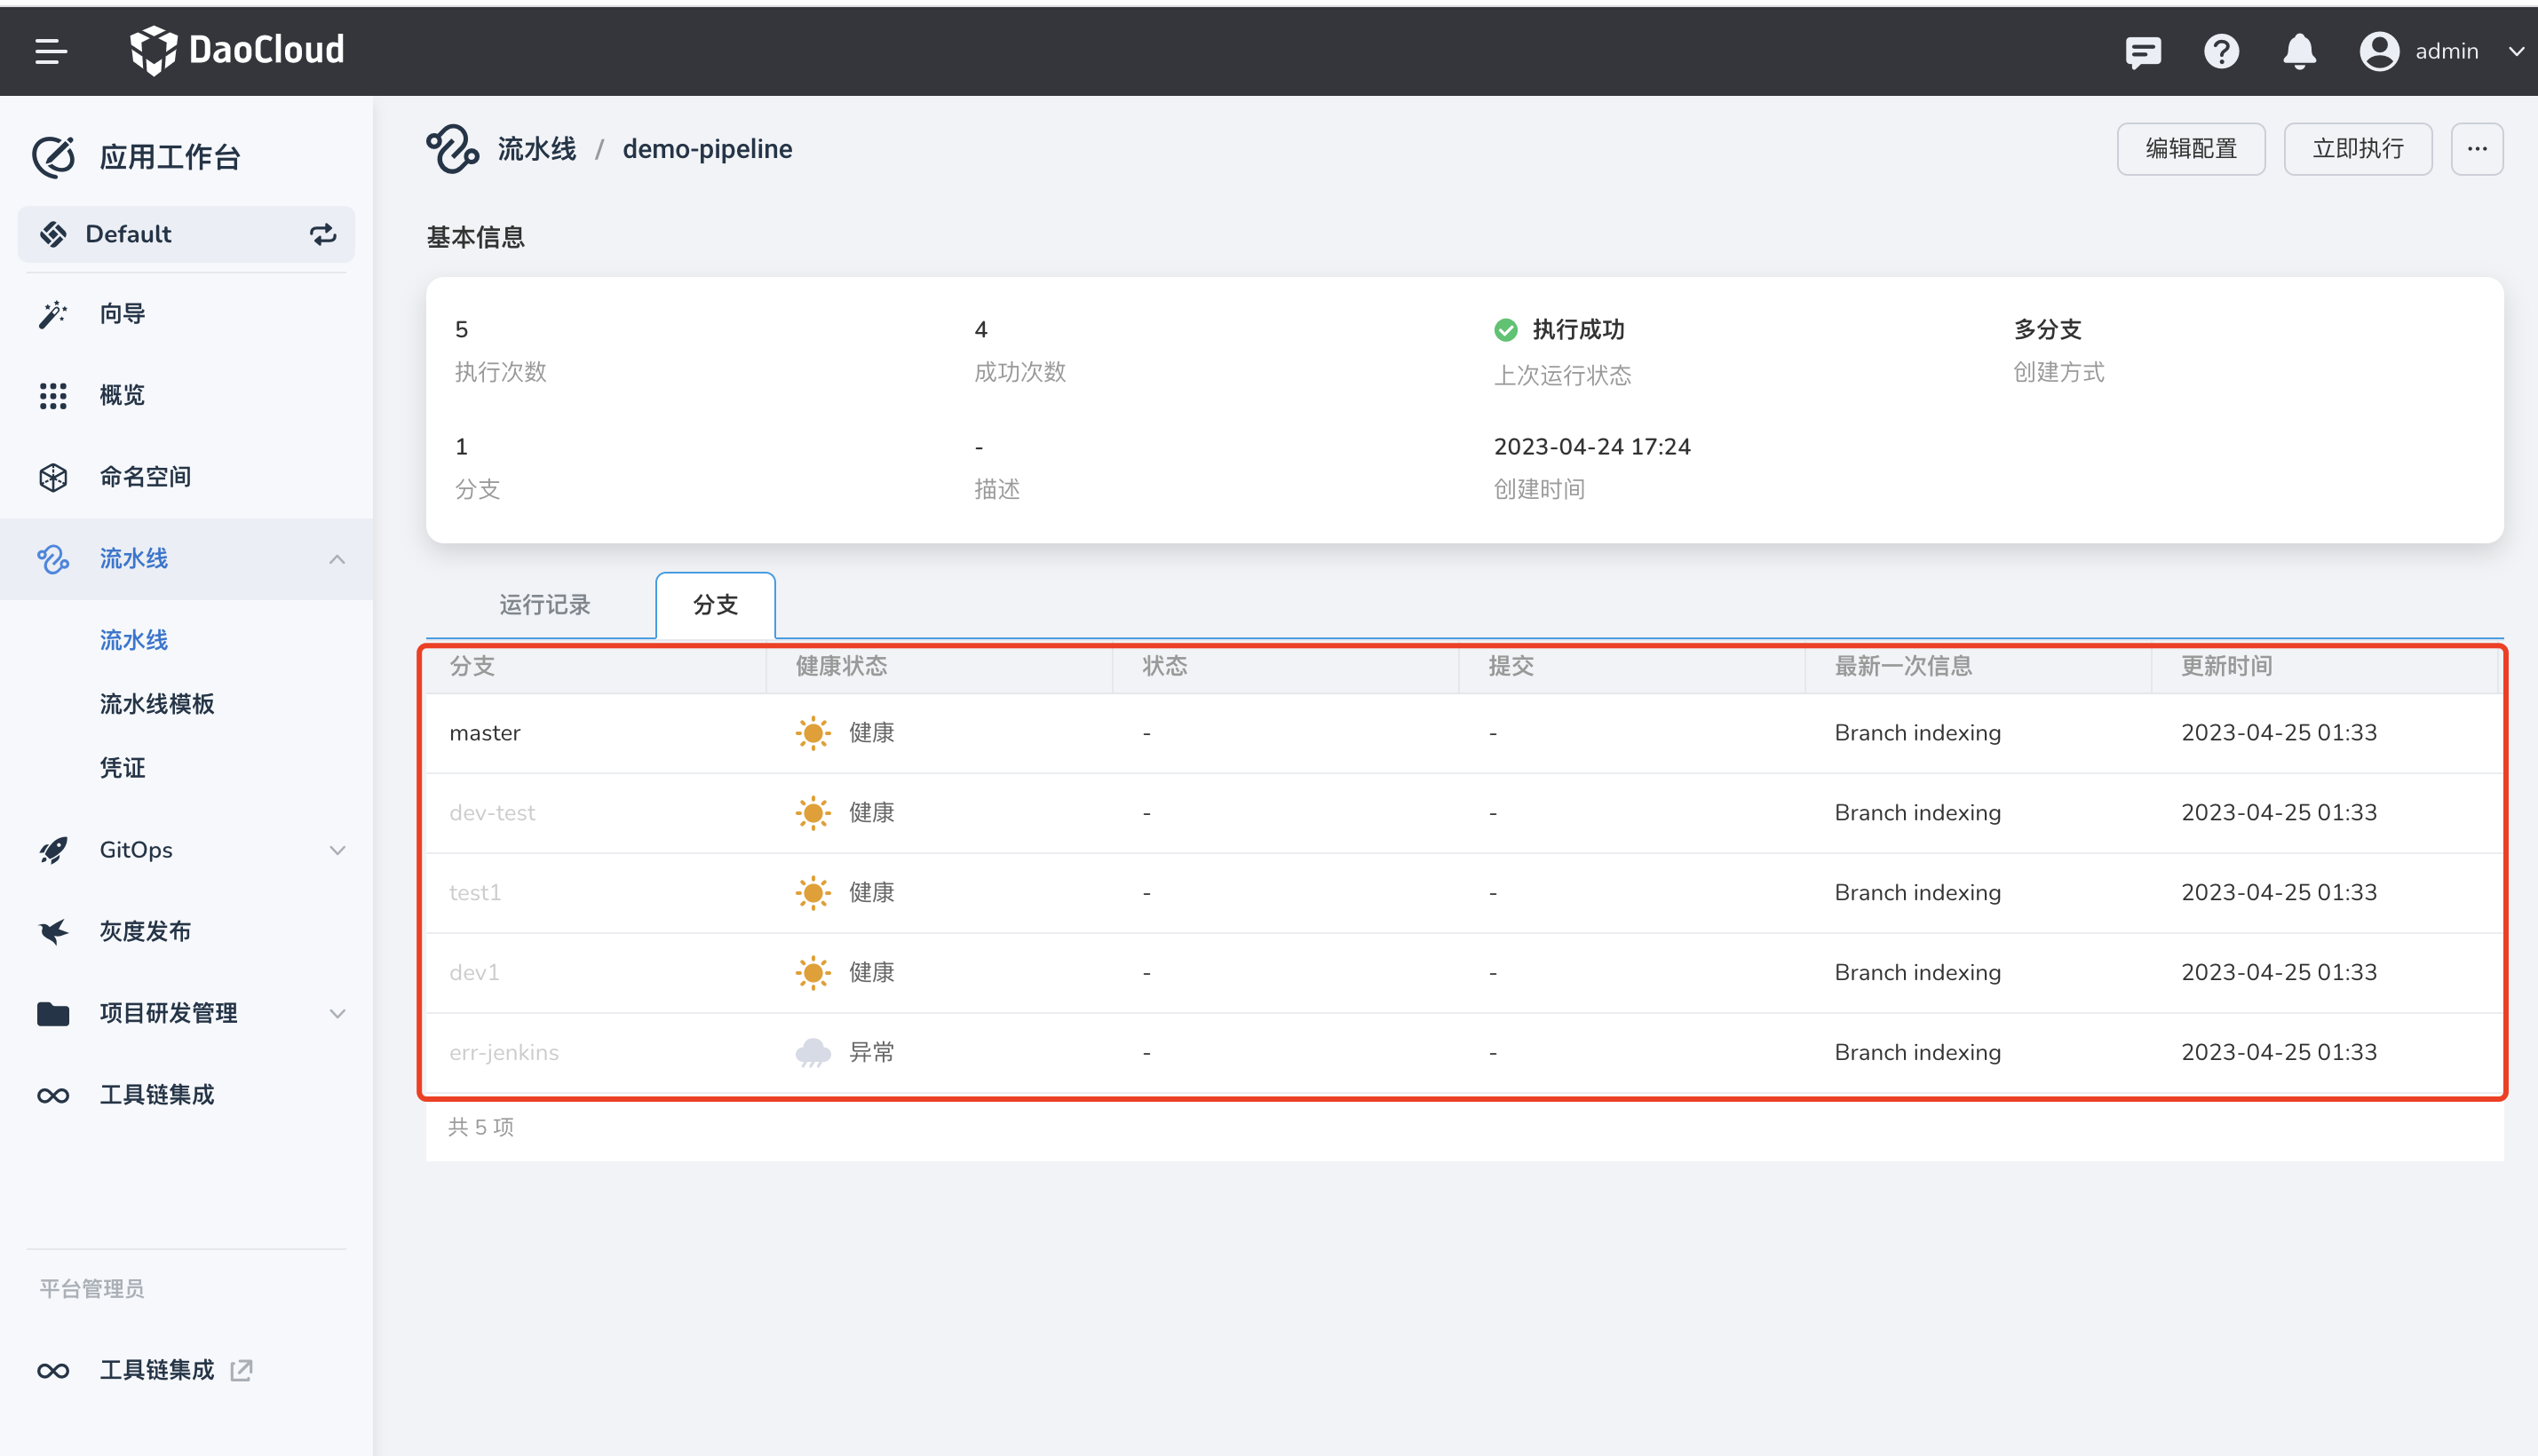 DaoCloud
admin
应用工作台
Default
向导
概览
命名空间
流水线
流水线
流水线模板
凭证
GitOps
灰度发布
项目研发管理
工具链集成
平台管理员
工具链集成
流水线 / demo-pipeline
编辑配置
立即执行
基本信息
5
执行次数
4
成功次数
执行成功
上次运行状态
多分支
创建方式
1
分支
-
描述
2023-04-24 17:24
创建时间
运行记录
分支
分支 健康状态 状态 提交 最新一次信息 更新时间
master 健康 - - Branch indexing 2023-04-25 01:33
dev-test 健康 - - Branch indexing 2023-04-25 01:33
test1 健康 - - Branch indexing 2023-04-25 01:33
dev1 健康 - - Branch indexing 2023-04-25 01:33
err-jenkins 异常 - - Branch indexing 2023-04-25 01:33
共 5 项